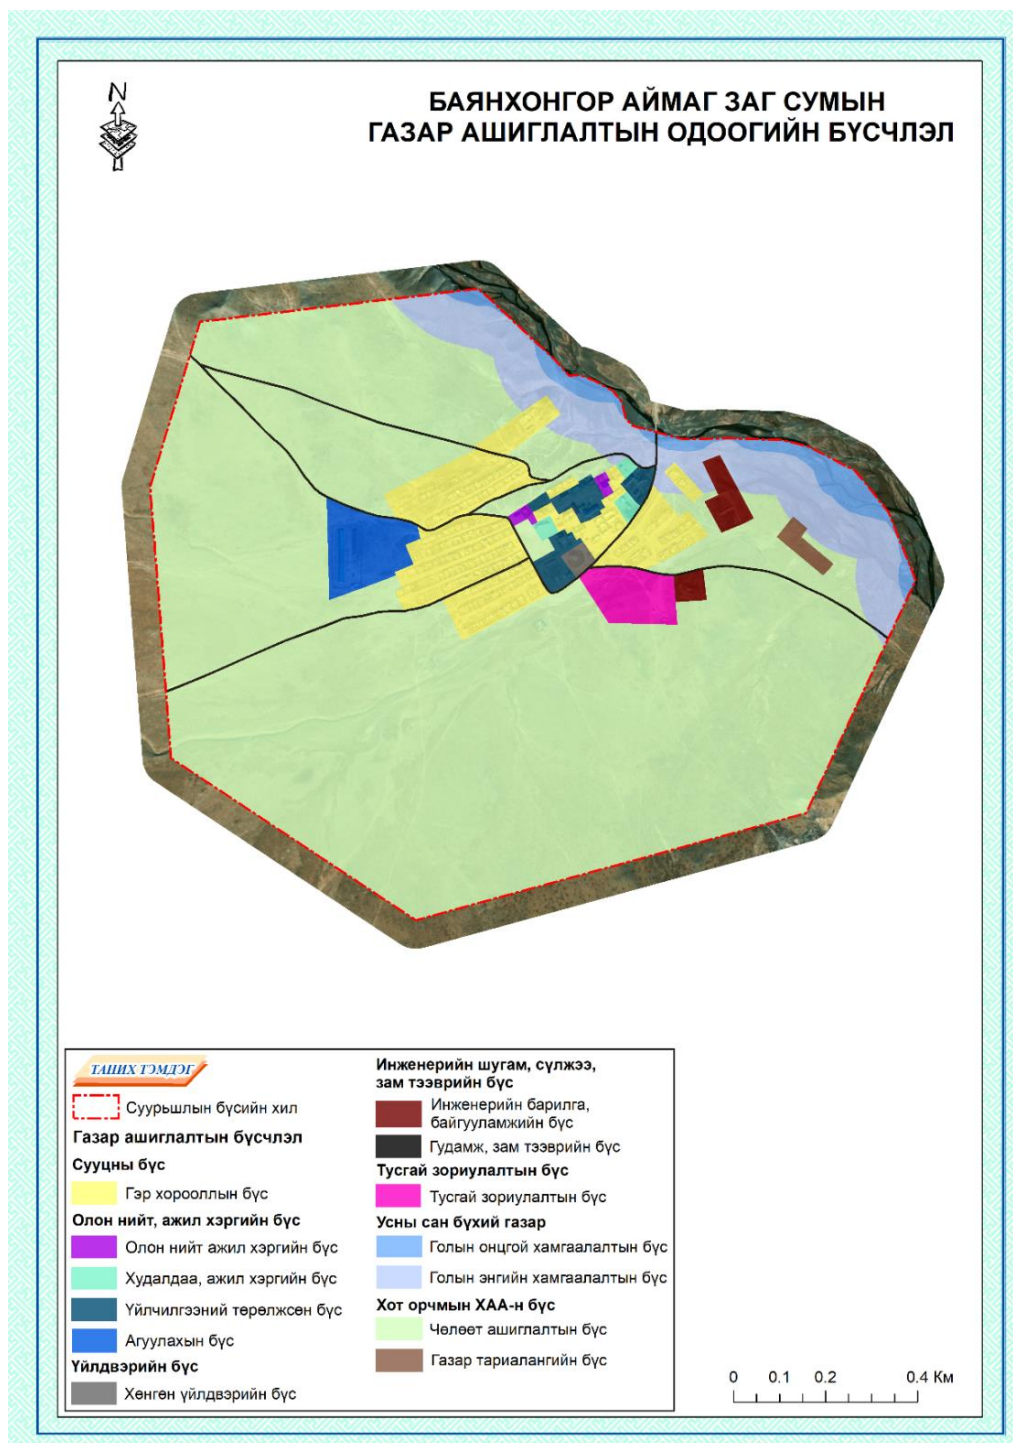 N
БАЯНХОНГОР АЙМАГ ЗАГ СУМЫН
ГАЗАР АШИГЛАЛТЫН ОДООГИЙН БҮСЧЛЭЛ
ТАНИХ ТЭМДЭГ
Суурьшлын бүсийн хил
Газар ашиглалтын бүсчлэл
Сууцны бүс
Гэр хорооллын бүс
Олон нийт, ажил хэргийн бүс
Олон нийт ажил хэргийн бүс
Худалдаа, ажил хэргийн бүс
Үйлчилгээний төрөлжсөн бүс
Агуулахын бүс
Үйлдвэрийн бүс
Хөнгөн үйлдвэрийн бүс
Инженерийн шугам, сүлжээ,
зам тээврийн бүс
Инженерийн барилга,
байгууламжийн бүс
Гудамж, зам тээврийн бүс
Тусгай зориулалтын бүс
Тусгай зориулалтын бүс
Усны сан бүхий газар
Голын онцгой хамгаалалтын бүс
Голын энгийн хамгаалалтын бүс
Хот орчмын ХАА-н бүс
Чөлөөт ашиглалтын бүс
Газар тариалангийн бүс
0 0.1 0.2 0.4 Км